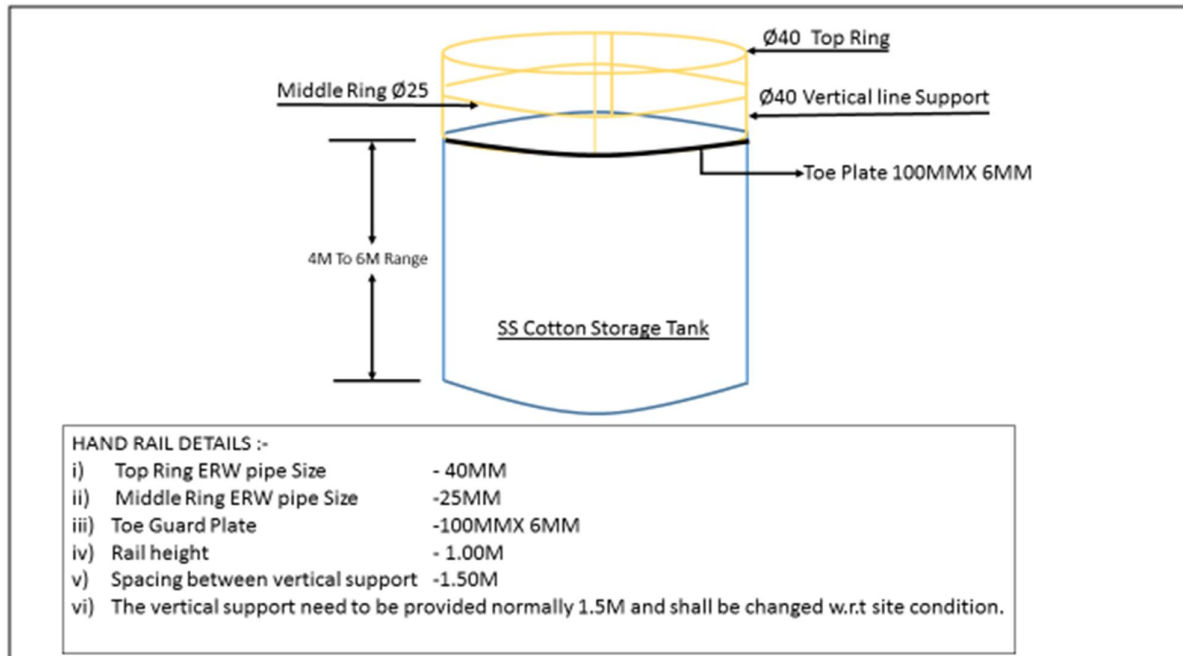 Ø40 Top Ring
Middle Ring Ø25
Ø40 Vertical line Support
Toe Plate 100MMX 6MM
4M To 6M Range
SS Cotton Storage Tank
HAND RAIL DETAILS :-
i) Top Ring ERW pipe Size - 40MM
ii) Middle Ring ERW pipe Size -25MM
iii) Toe Guard Plate -100MMX 6MM
iv) Rail height - 1.00M
v) Spacing between vertical support -1.50M
vi) The vertical support need to be provided normally 1.5M and shall be changed w.r.t site condition.